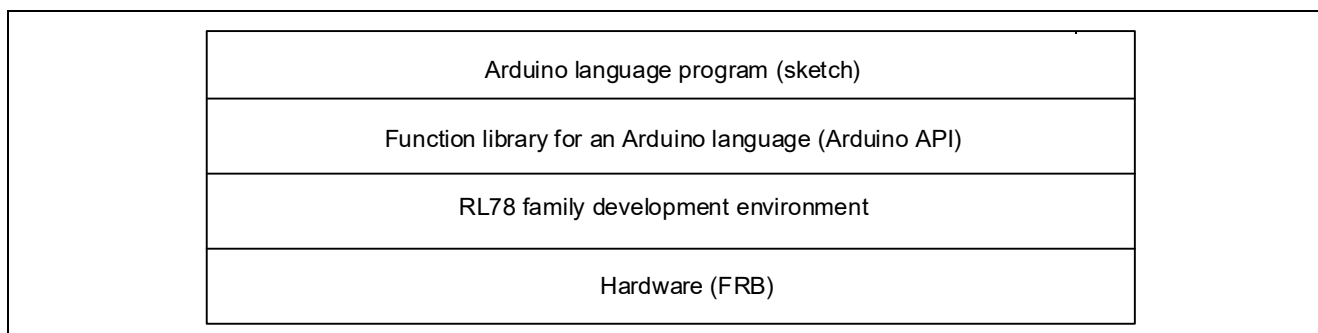 Arduino language program (sketch)
Function library for an Arduino language (Arduino API)
RL78 family development environment
Hardware (FRB)